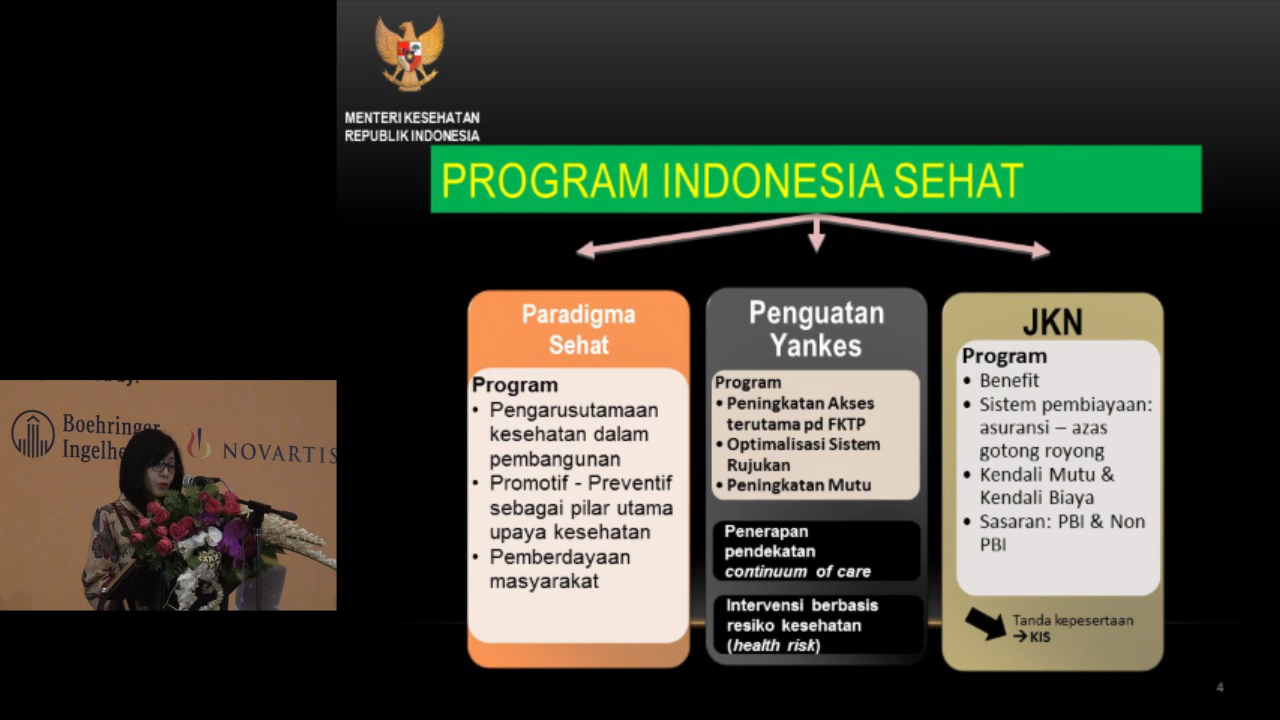 MENTERI KESEHATAN
REPUBLIK INDONESIA
PROGRAM INDONESIA SEHAT
Paradigma
Sehat
Program
• Pengarusutamaan
kesehatan dalam
pembangunan
• Promotif - Preventif
sebagai pilar utama
upaya kesehatan
• Pemberdayaan
masyarakat
Penguatan
Yankes
Program
• Peningkatan Akses
terutama pd FKTP
• Optimalisasi Sistem
Rujukan
• Peningkatan Mutu
Penerapan
pendekatan
continuum of care
Intervensi berbasis
resiko kesehatan
(health risk)
JKN
Program
• Benefit
• Sistem pembiayaan:
asuransi – azas
gotong royong
• Kendali Mutu &
Kendali Biaya
• Sasaran: PBI & Non
PBI
Tanda kepesertaan
→ KIS
4
Boehringer
NOVARTIS